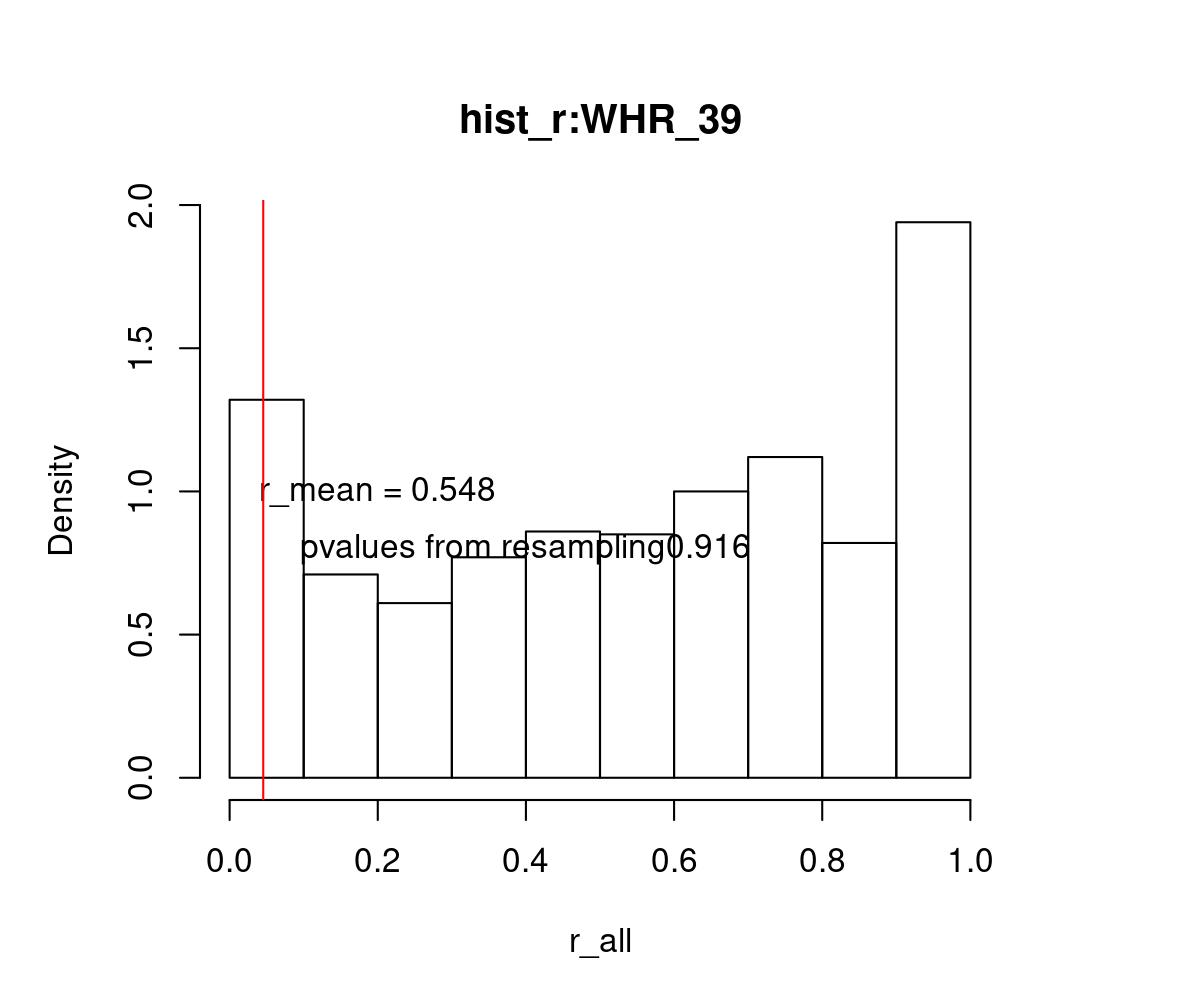 hist_r:WHR_39
2.0
1.5
1.0
0.5
0.0
Density
r_mean = 0.548
pvalues from resampling0.916
0.0 0.2 0.4 0.6 0.8 1.0
r_all